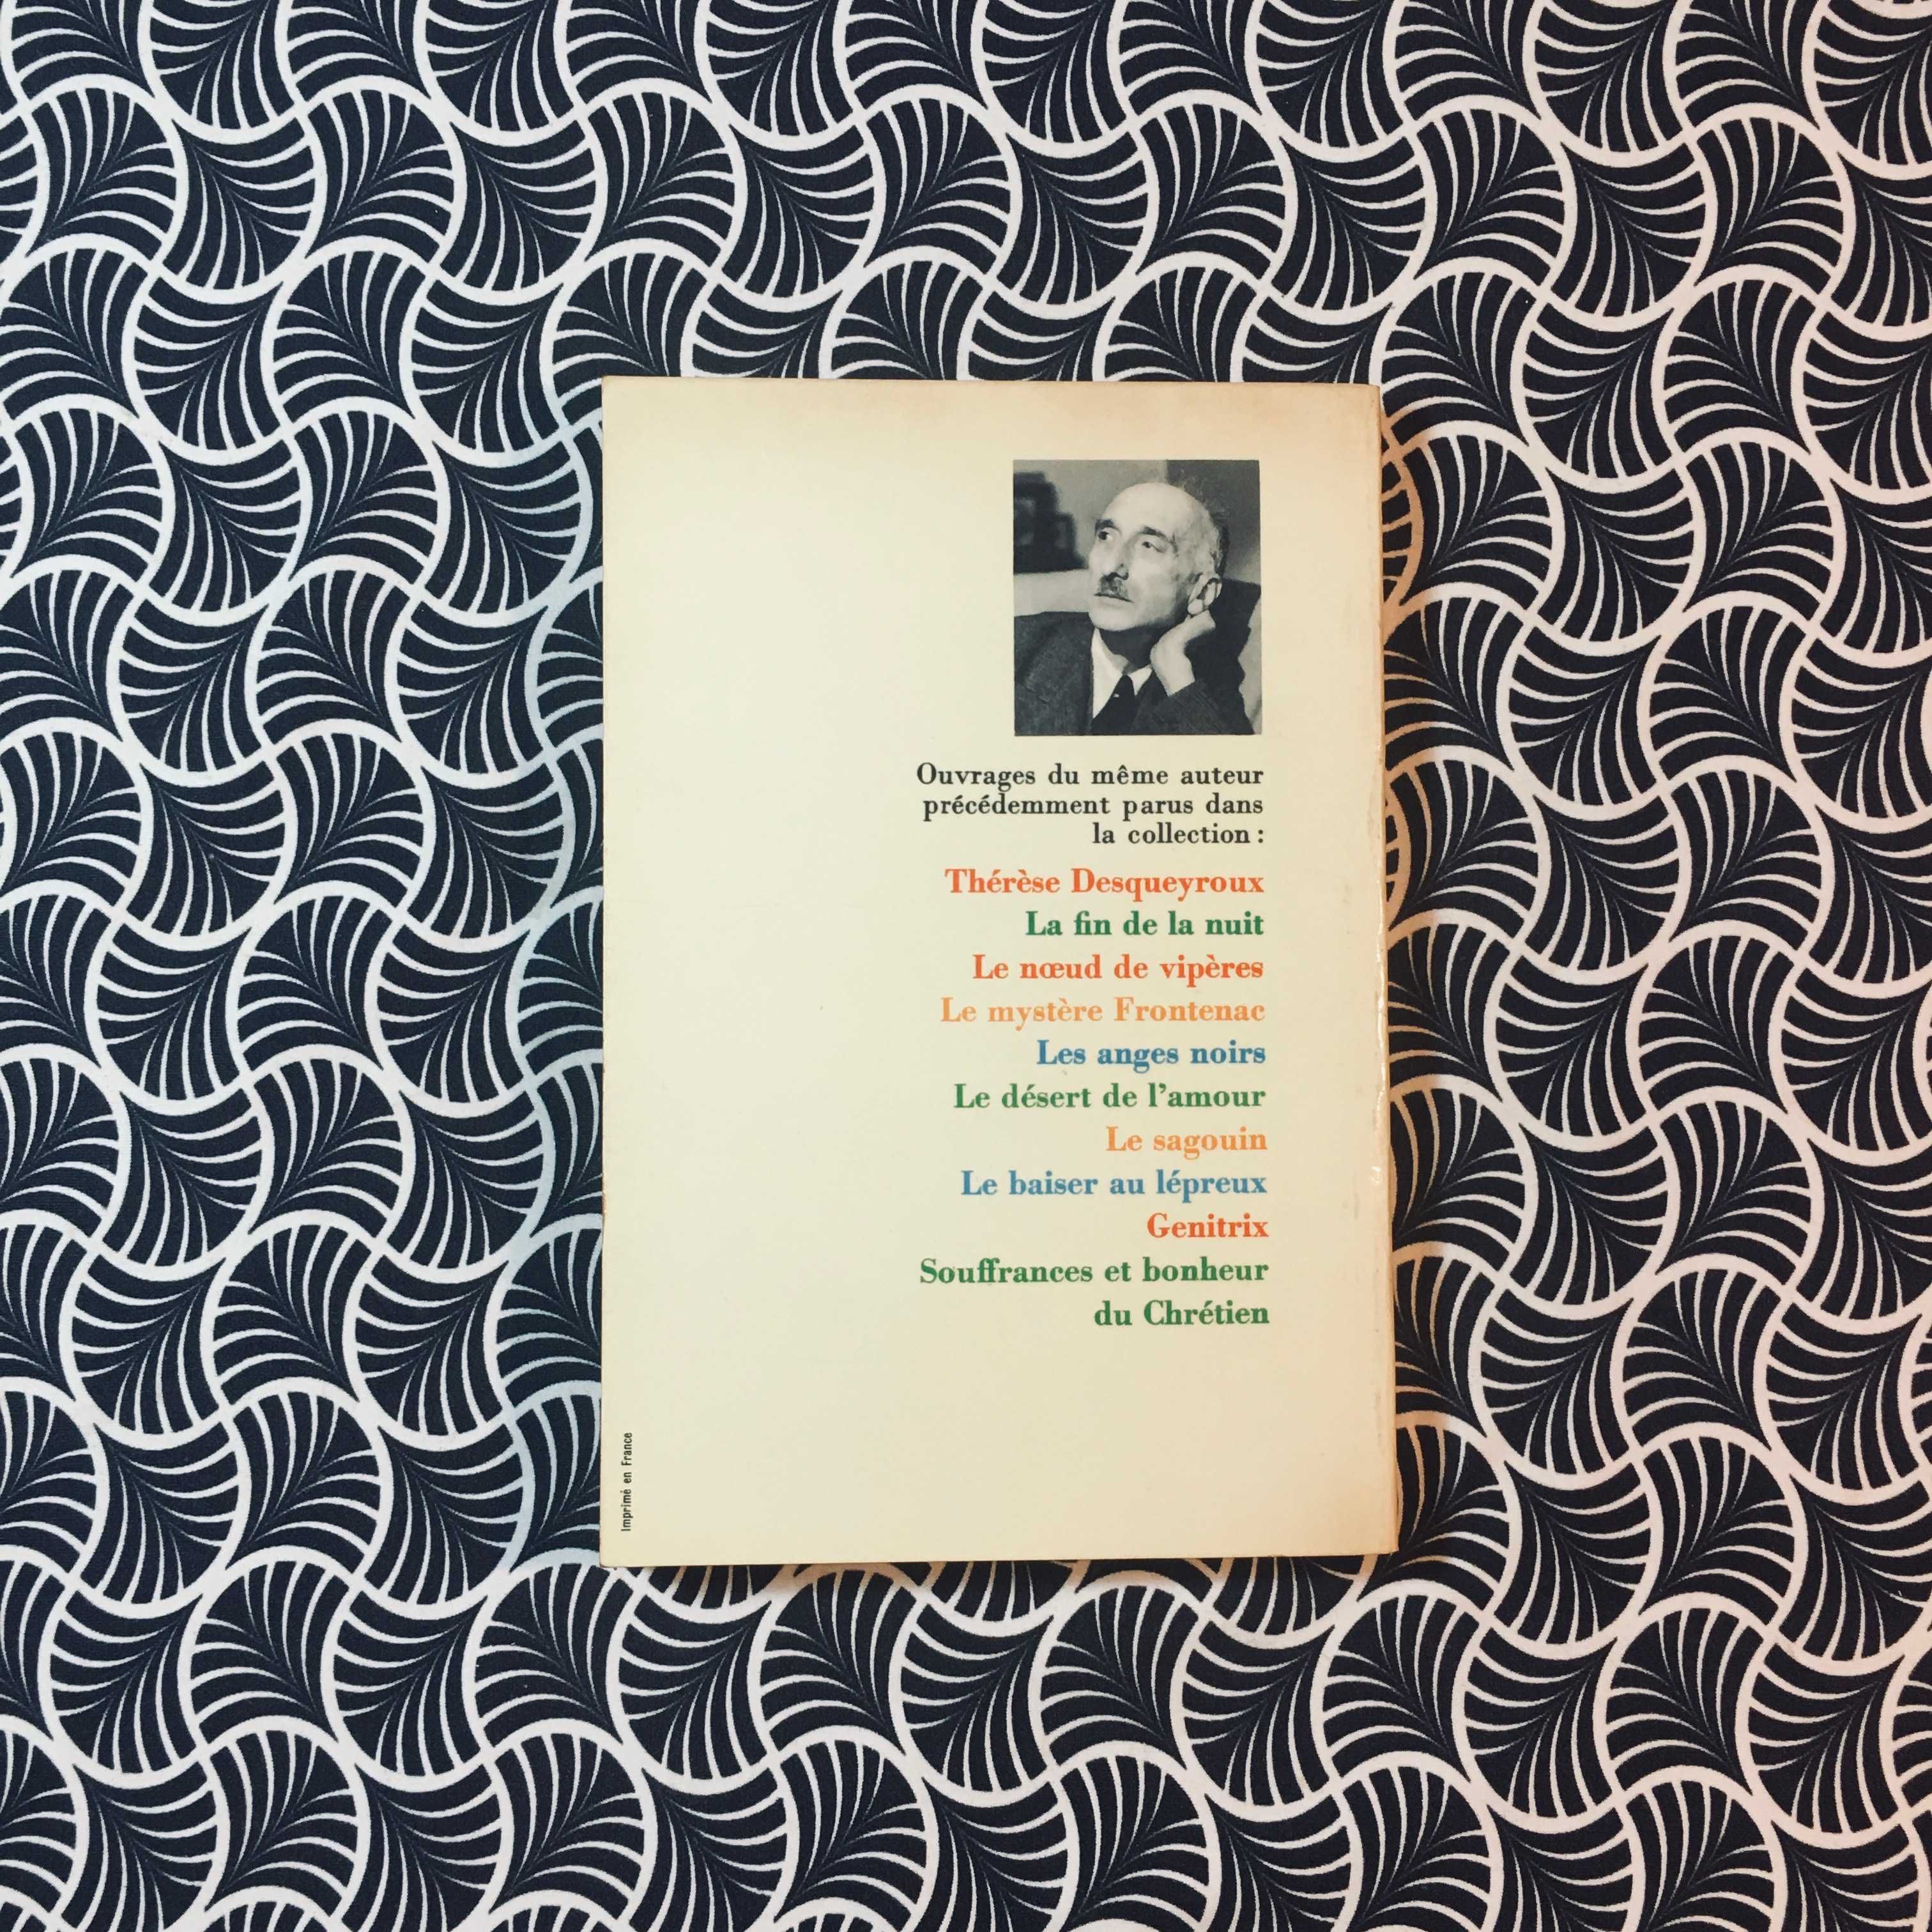 Ouvrages du même auteur
précédemment parus dans
la collection :
Thérèse Desqueyroux
La fin de la nuit
Le nœud de vipères
Le mystère Frontenac
Les anges noirs
Le désert de l'amour
Le sagouin
Le baiser au lépreux
Genitrix
Souffrances et bonheur
du Chrétien
Imprimé en France